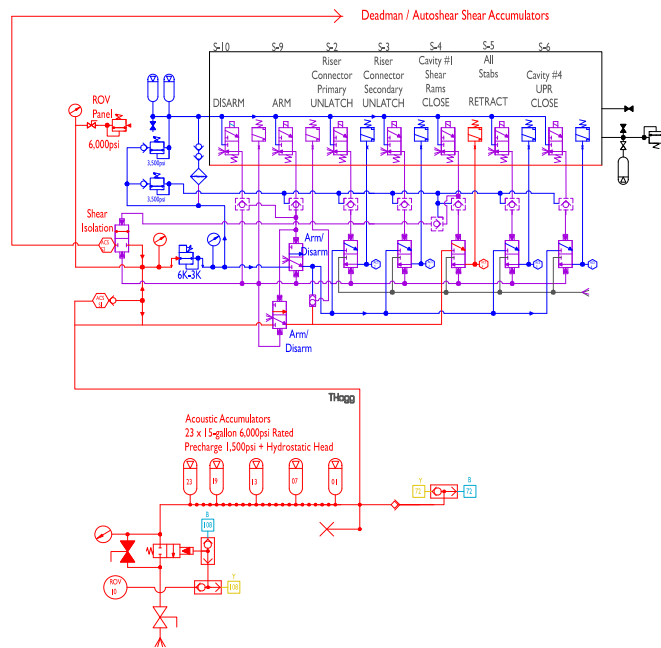 Deadman / Autoshear Shear Accumulators
S-10
S-9
S-2
S-3
S-4
S-5
S-6
DISARM
ARM
Riser
Connector
Primary
UNLATCH
Riser
Connector
Secondary
UNLATCH
Cavity #1
Shear
Rams
CLOSE
All
Stabs
RETRACT
Cavity #4
UPR
CLOSE
ROV
Panel
6,000psi
3,500psi
3,500psi
Shear
Isolation
ACS
6K-3K
Arm/
Disarm
ACS
Arm/
Disarm
THogg
Acoustic Accumulators
23 x 15-gallon 6,000psi Rated
Precharge 1,500psi + Hydrostatic Head
23
19
13
07
01
Y
72
B
72
B
108
ROV
10
Y
108